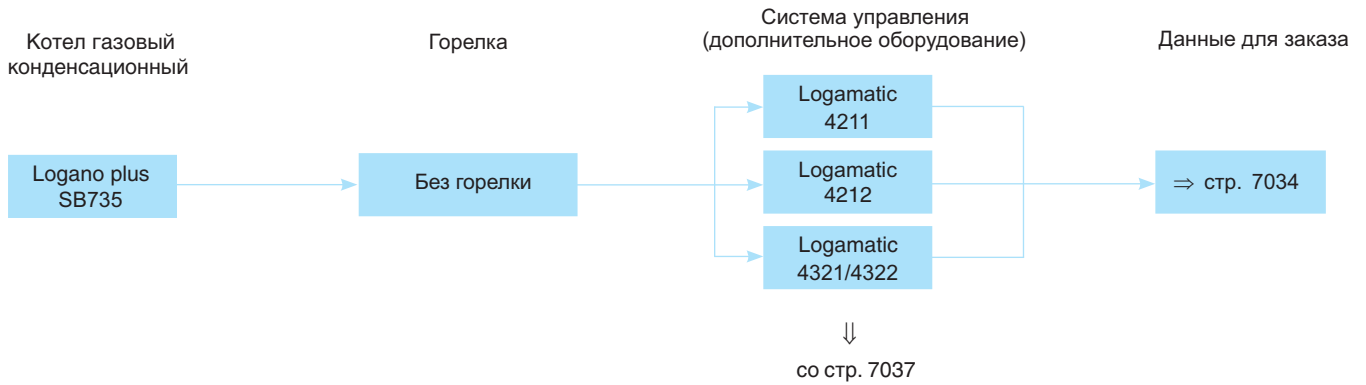 Котел газовый
конденсационный
Горелка
Система управления
(дополнительное оборудование)
Данные для заказа
Logano plus
SB735
Без горелки
Logamatic
4211
Logamatic
4212
Logamatic
4321/4322
⇒ стр. 7034
⇓
со стр. 7037